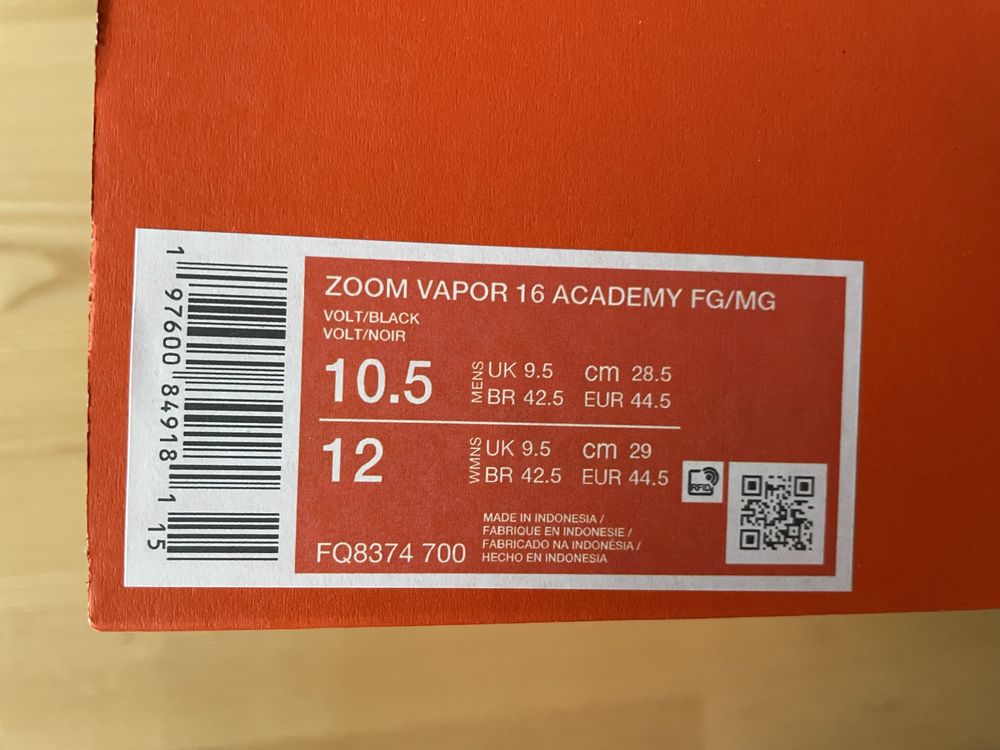 ZOOM VAPOR 16 ACADEMY FG/MG
VOLT/BLACK
VOLT/NOIR
10.5 MENS UK 9.5 cm 28.5
BR 42.5 EUR 44.5
12 WMNS UK 9.5 cm 29
BR 42.5 EUR 44.5
RFID
MADE IN INDONESIA /
FABRIQUE EN INDONESIE /
FABRICADO NA INDONÉSIA /
HECHO EN INDONESIA
FQ8374 700
1 97600 84918 1 15